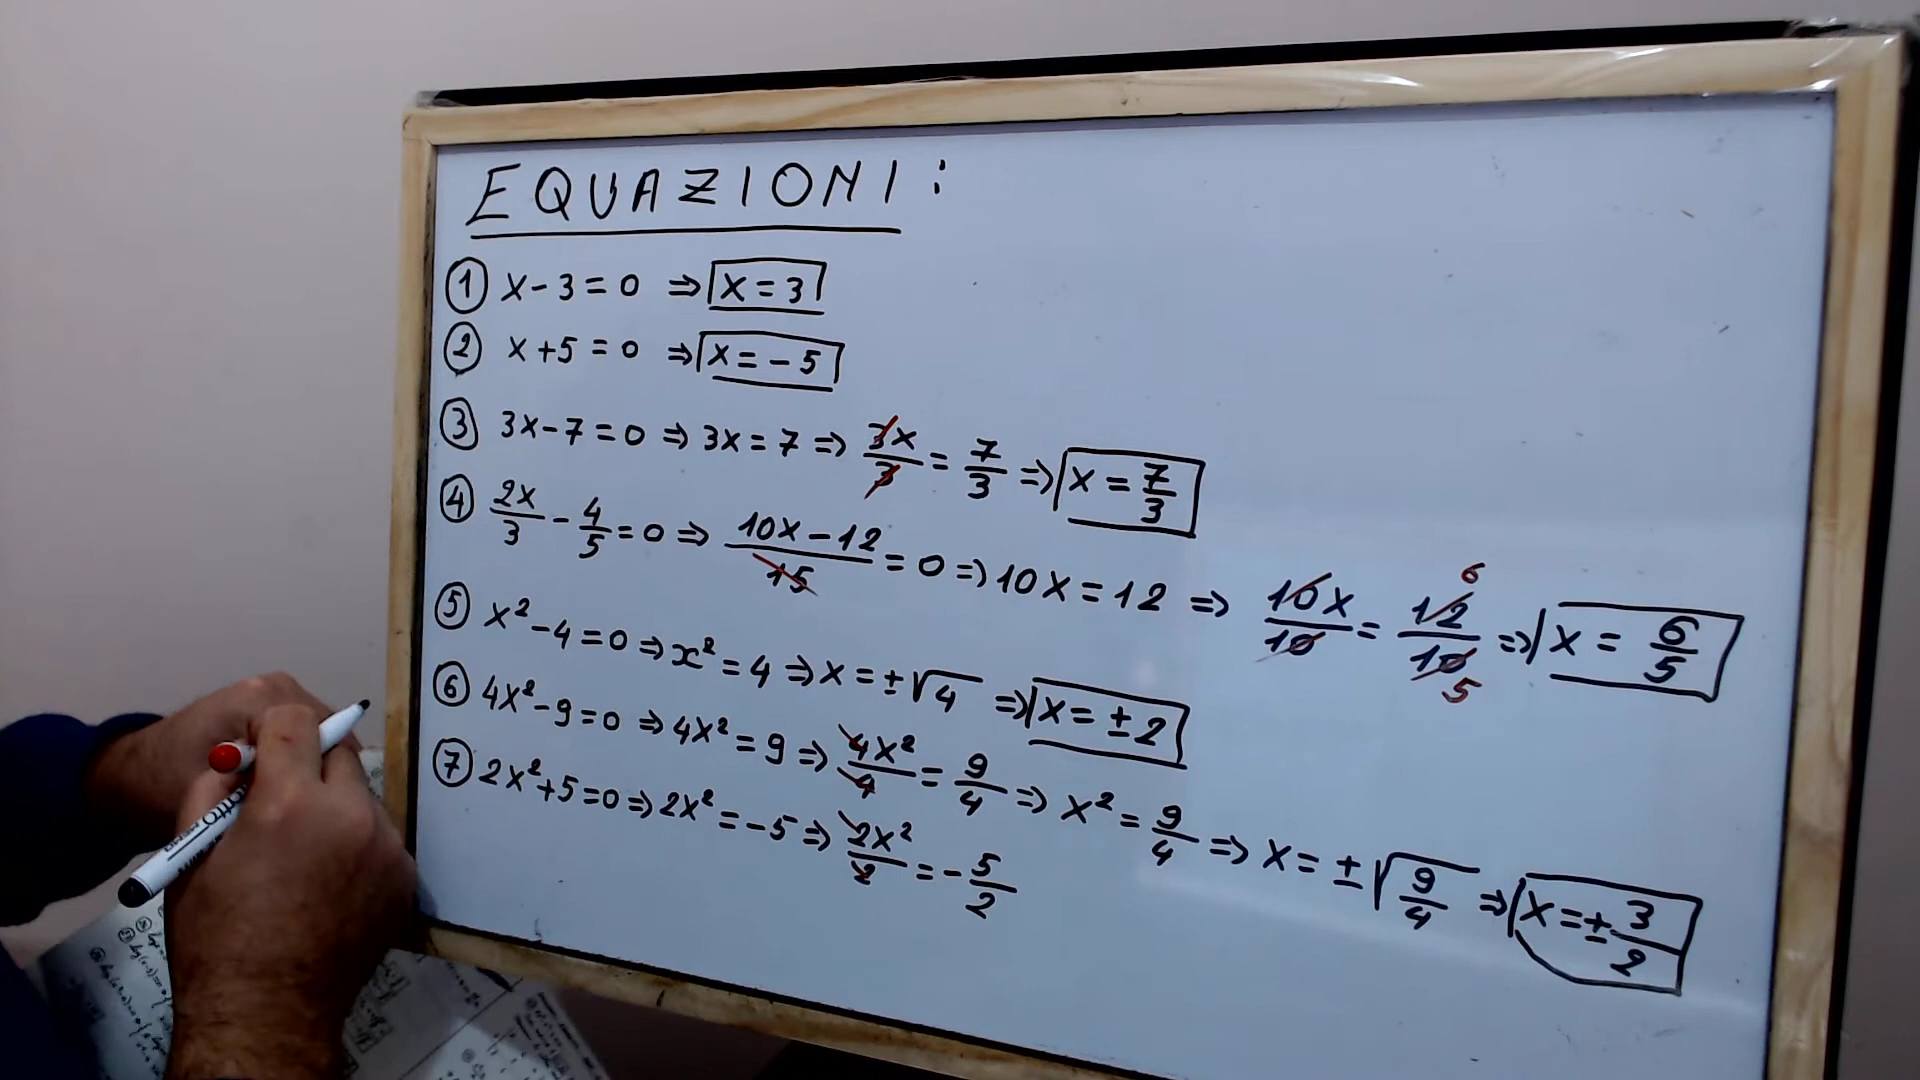 EQUAZIONI:
① x - 3 = 0 ⇒ x = 3
② x + 5 = 0 ⇒ x = - 5
③ 3x - 7 = 0 ⇒ 3x = 7 ⇒ 3x/3 = 7/3 ⇒ x = 7/3
④ 2x/3 - 4/5 = 0 ⇒ (10x - 12)/15 = 0 ⇒ 10x = 12 ⇒ 10x/10 = 12/10 6 5 ⇒ x = 6/5
⑤ x² - 4 = 0 ⇒ x² = 4 ⇒ x = ±√4 ⇒ x = ± 2
⑥ 4x² - 9 = 0 ⇒ 4x² = 9 ⇒ 4x²/4 = 9/4 ⇒ x² = 9/4 ⇒ x = ±√(9/4) ⇒ x = ± 3/2
⑦ 2x² + 5 = 0 ⇒ 2x² = -5 ⇒ 2x²/2 = - 5/2